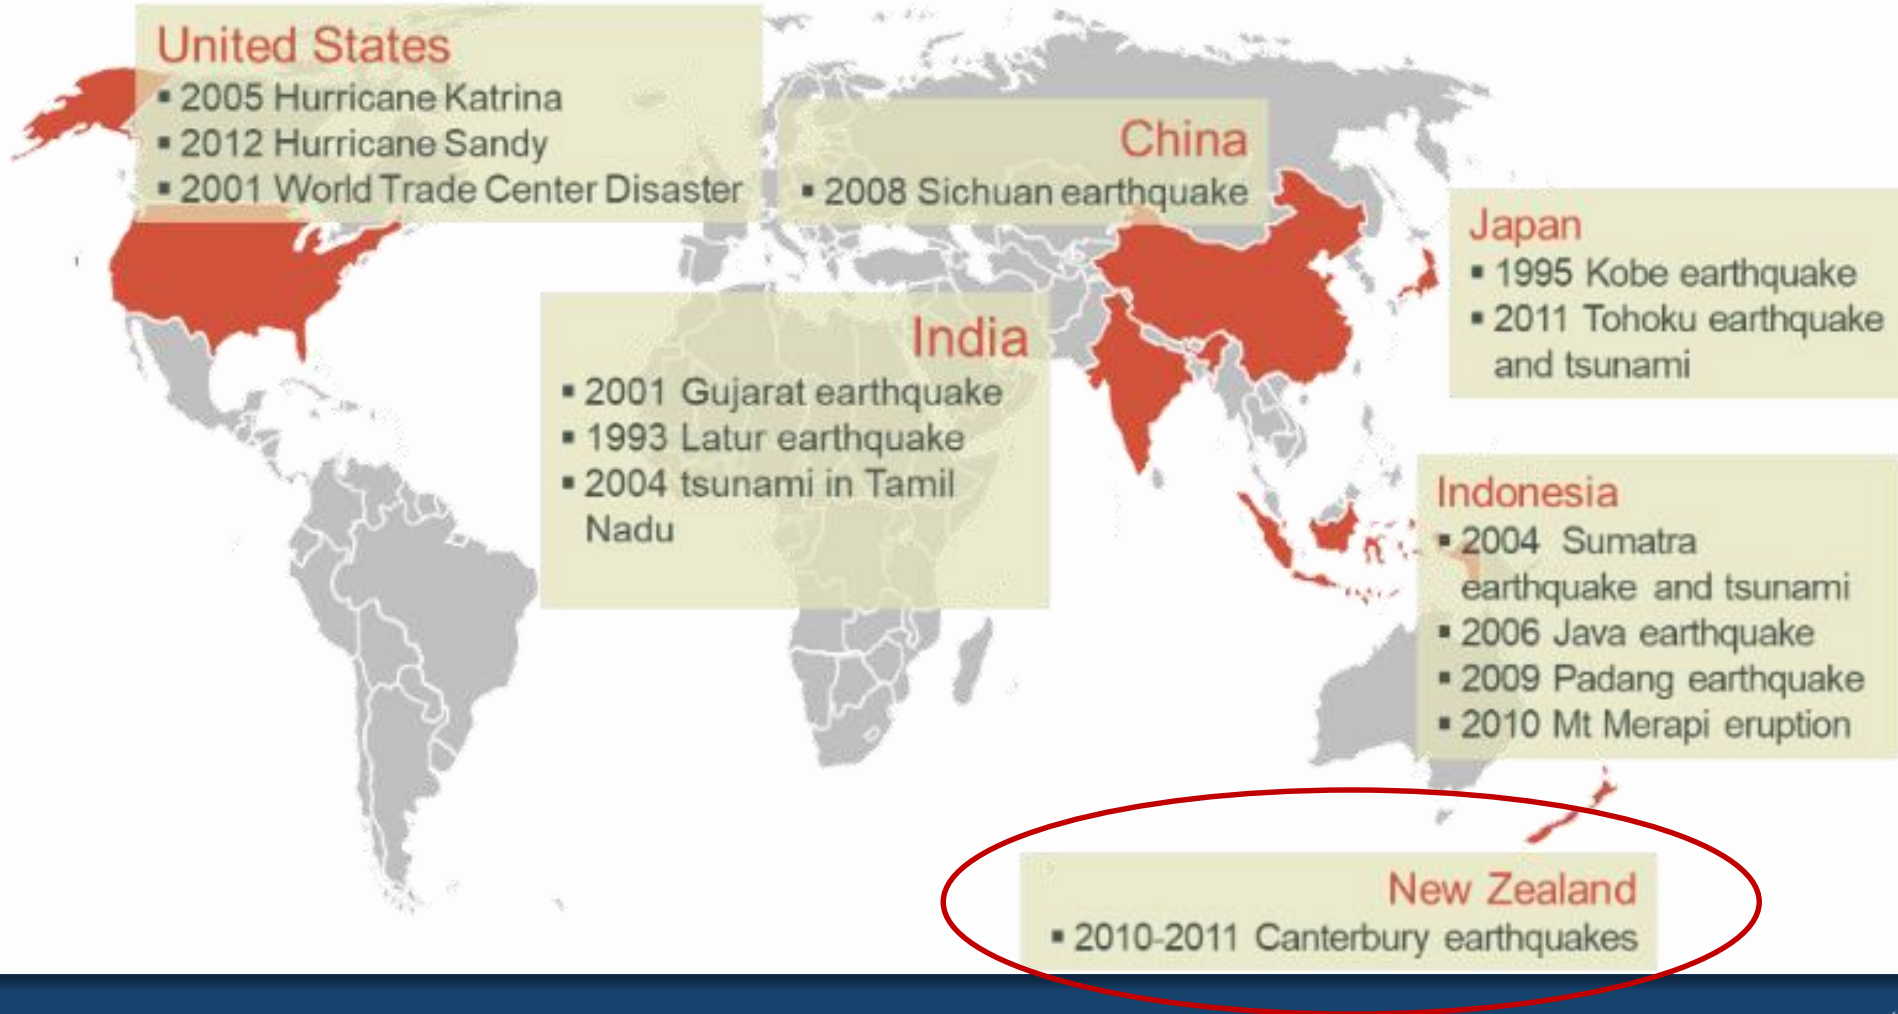 United States
▪ 2005 Hurricane Katrina
▪ 2012 Hurricane Sandy
▪ 2001 World Trade Center Disaster
China
▪ 2008 Sichuan earthquake
Japan
▪ 1995 Kobe earthquake
▪ 2011 Tohoku earthquake
and tsunami
India
▪ 2001 Gujarat earthquake
▪ 1993 Latur earthquake
▪ 2004 tsunami in Tamil
Nadu
Indonesia
▪ 2004 Sumatra
earthquake and tsunami
▪ 2006 Java earthquake
▪ 2009 Padang earthquake
▪ 2010 Mt Merapi eruption
New Zealand
▪ 2010-2011 Canterbury earthquakes